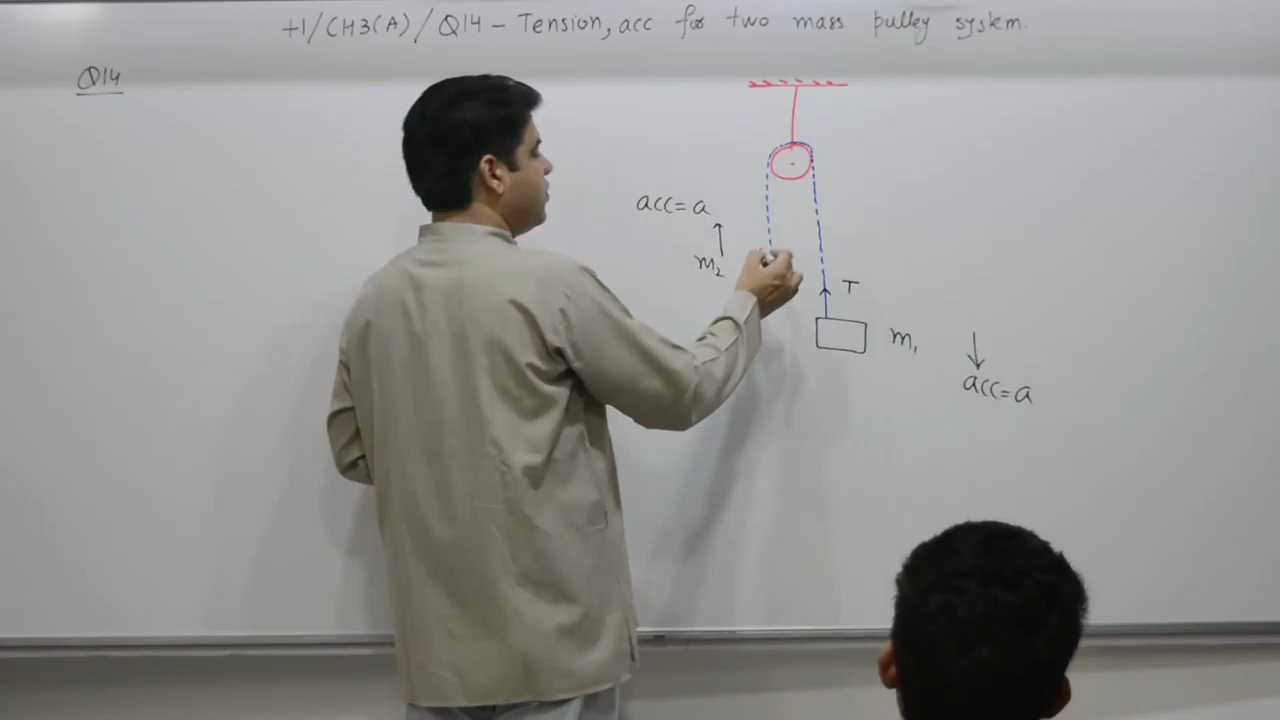 +1/CH3(A)/Q14 - Tension, acc for two mass pulley system.
Q14
acc = a
m₂
T
m₁
acc = a